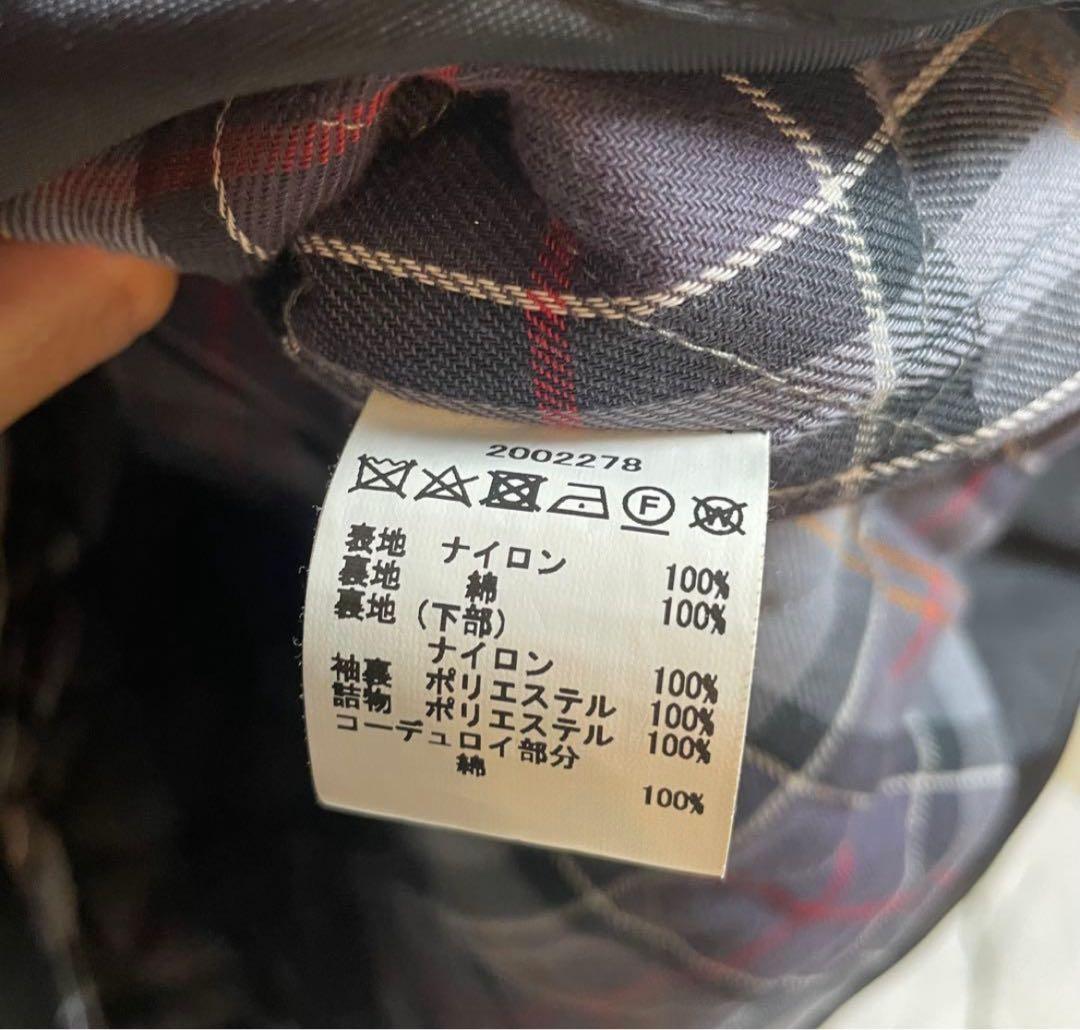 2002278
F W
表地 ナイロン 100%
裏地 綿 100%
裏地 (下部)
ナイロン 100%
袖裏 ポリエステル 100%
詰物 ポリエステル 100%
コーデュロイ部分
綿 100%